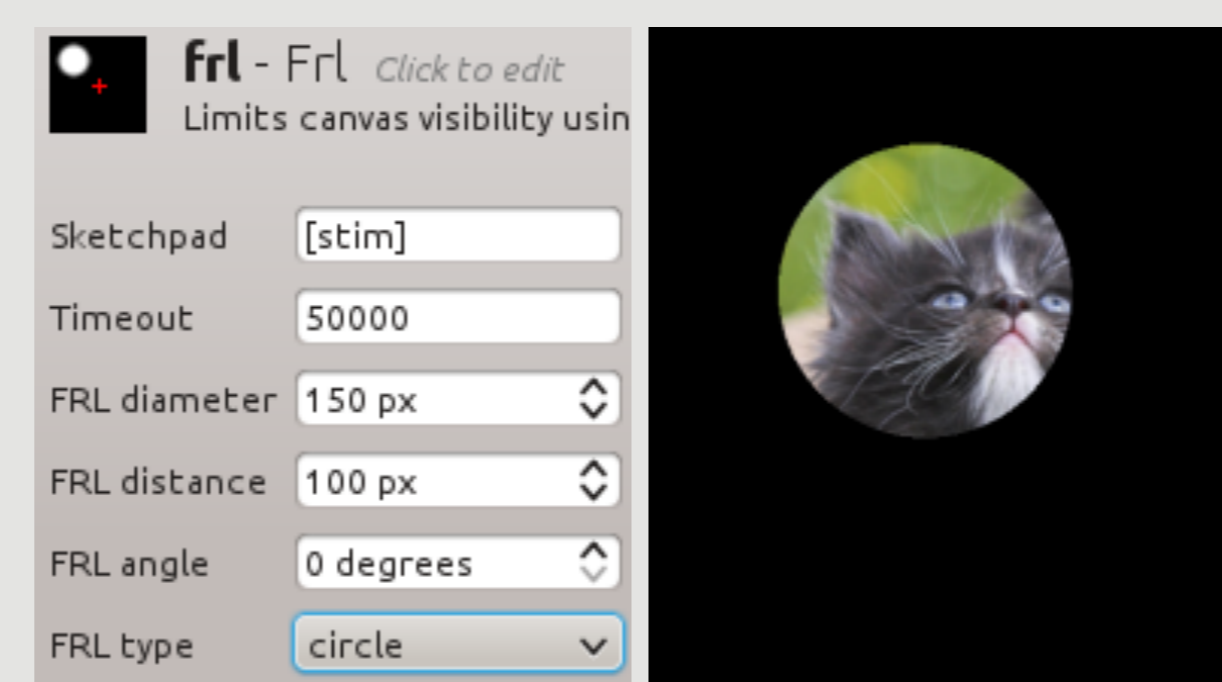 frl - Frl Click to edit
Limits canvas visibility usin
Sketchpad [stim]
Timeout 50000
FRL diameter 150 px
FRL distance 100 px
FRL angle 0 degrees
FRL type circle